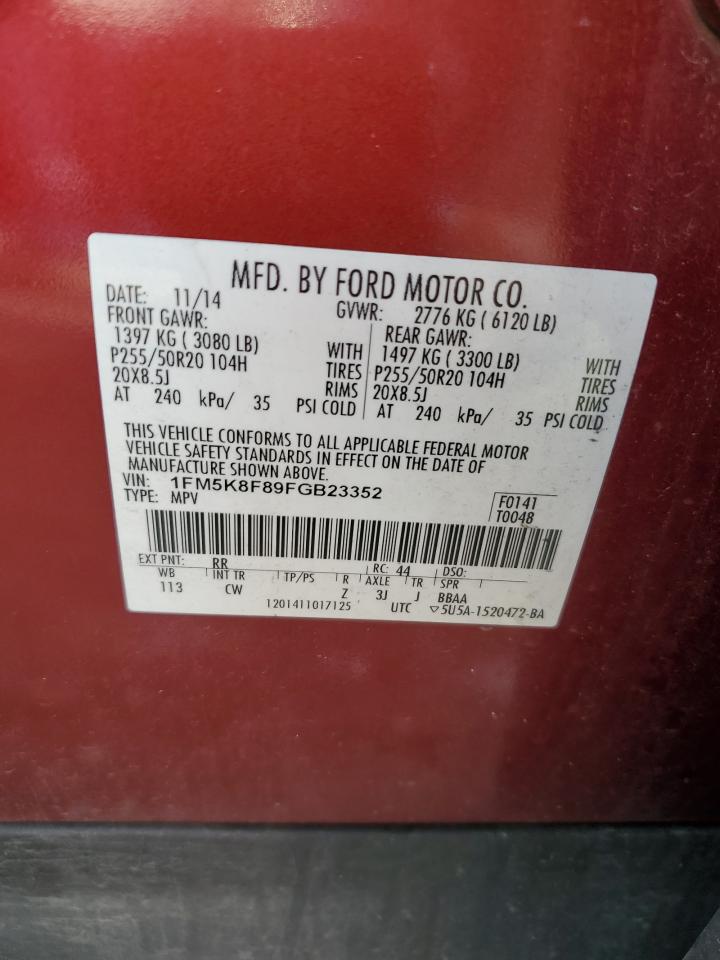 MFD. BY FORD MOTOR CO.
DATE: 11/14 GVWR: 2776 KG ( 6120 LB)
FRONT GAWR: REAR GAWR:
1397 KG ( 3080 LB) WITH 1497 KG ( 3300 LB) WITH
P255/50R20 104H TIRES P255/50R20 104H TIRES
20X8.5J RIMS 20X8.5J RIMS
AT 240 kPa/ 35 PSI COLD AT 240 kPa/ 35 PSI COLD
THIS VEHICLE CONFORMS TO ALL APPLICABLE FEDERAL MOTOR
VEHICLE SAFETY STANDARDS IN EFFECT ON THE DATE OF
MANUFACTURE SHOWN ABOVE.
VIN: 1FM5K8F89FGB23352
TYPE: MPV F0141
T0048
EXT PNT: RR RC: 44 DSO:
WB INT TR TP/PS R AXLE TR SPR
113 CW Z 3J J BBAA
1201411017125 UTC ▽5U5A-1520472-BA